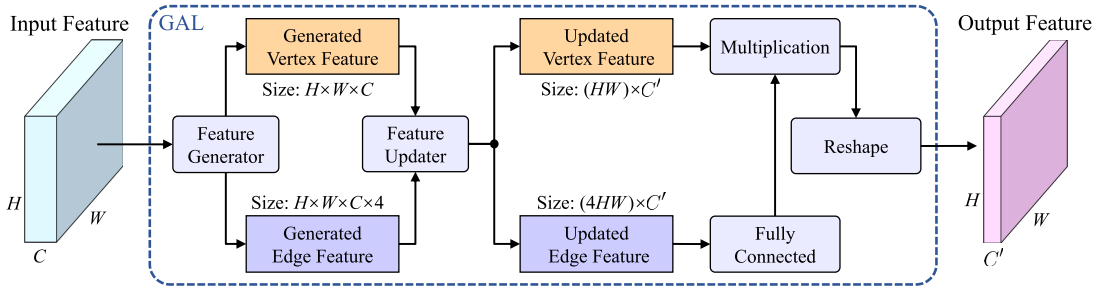 Input Feature
H
C
W
GAL
Generated
Vertex Feature
Size: H×W×C
Feature
Generator
Size: H×W×C×4
Generated
Edge Feature
Feature
Updater
Updated
Vertex Feature
Size: (HW)×C′
Size: (4HW)×C′
Updated
Edge Feature
Multiplication
Fully
Connected
Reshape
Output Feature
H
W
C′